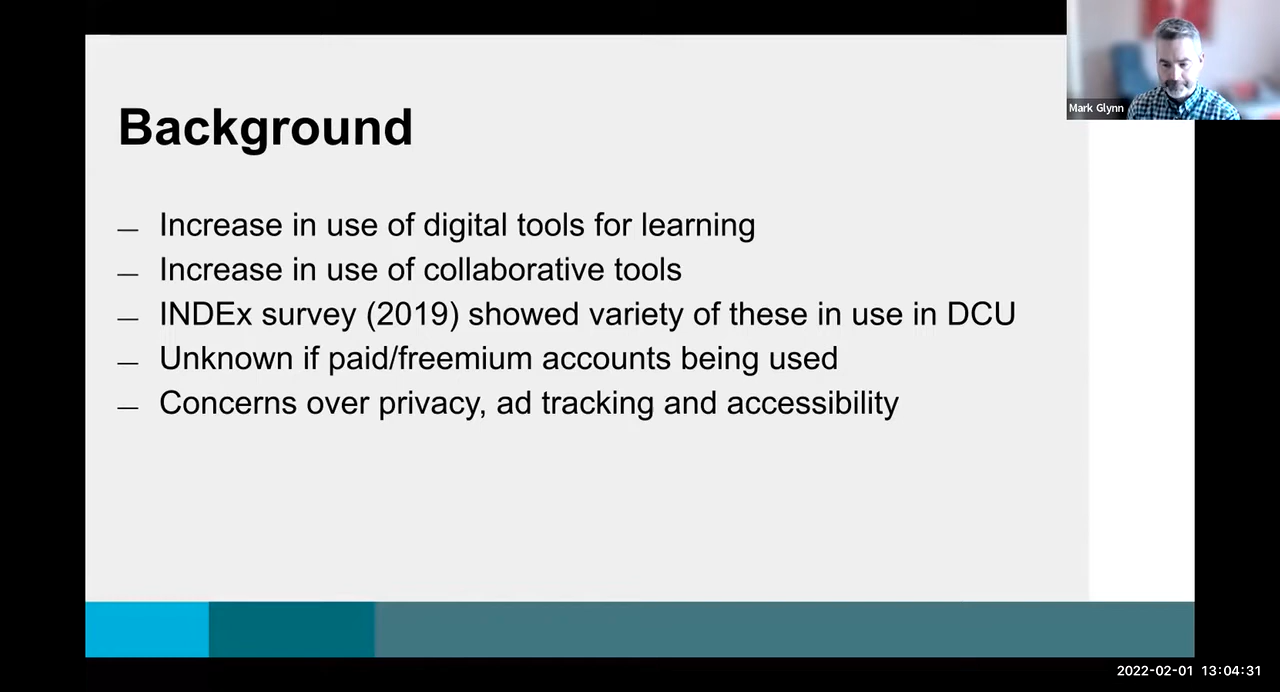 Mark Glynn
Background
— Increase in use of digital tools for learning
— Increase in use of collaborative tools
— INDEx survey (2019) showed variety of these in use in DCU
— Unknown if paid/freemium accounts being used
— Concerns over privacy, ad tracking and accessibility
2022-02-01 13:04:31